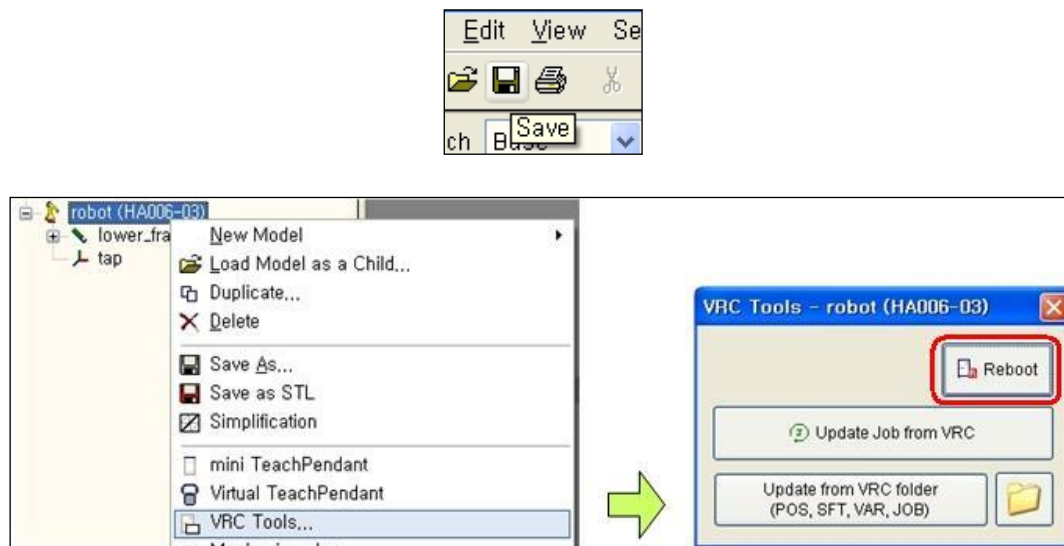 Edit View Se
Save
ch
robot (HA006-03)
lower_fra
tap
New Model
Load Model as a Child...
Duplicate...
Delete
Save As...
Save as STL
Simplification
mini TeachPendant
Virtual TeachPendant
VRC Tools...
VRC Tools - robot (HA006-03)
Reboot
Update Job from VRC
Update from VRC folder
(POS, SFT, VAR, JOB)